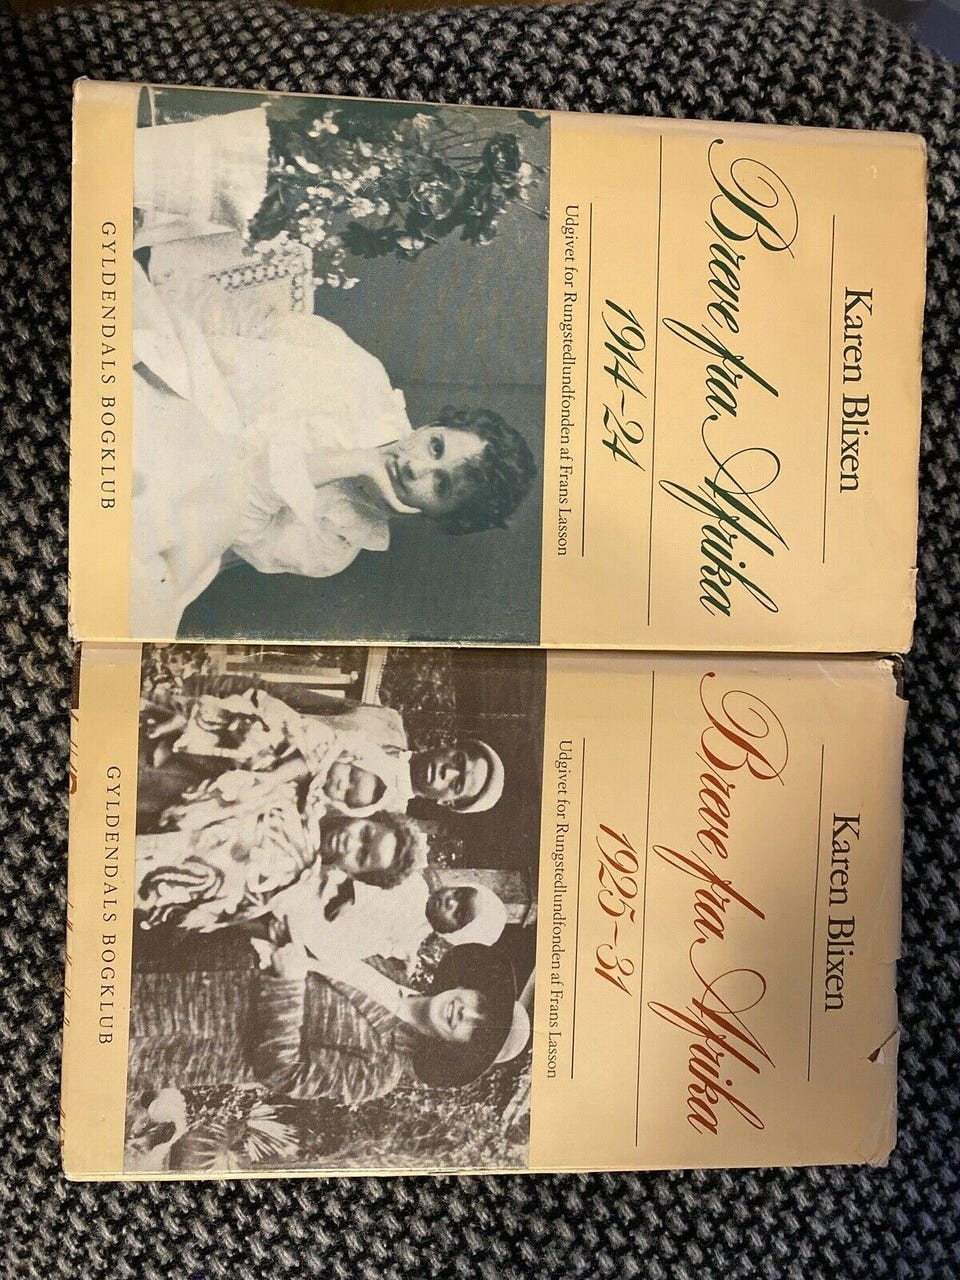 Karen Blixen
Breve fra Afrika
1914-24
Udgivet for Rungstedlundfonden af Frans Lasson
GYLDENDALS BOGKLUB
Karen Blixen
Breve fra Afrika
1925-31
Udgivet for Rungstedlundfonden af Frans Lasson
GYLDENDALS BOGKLUB